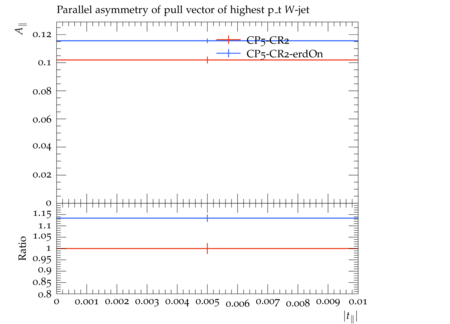 Parallel asymmetry of pull vector of highest p_t W-jet
A∥
0.12
0.1
0.08
0.06
0.04
0.02
0
CP5-CR2
CP5-CR2-erdOn
Ratio
1.15
1.1
1.05
1
0.95
0.9
0.85
0.8
0 0.001 0.002 0.003 0.004 0.005 0.006 0.007 0.008 0.009 0.01
|t∥|